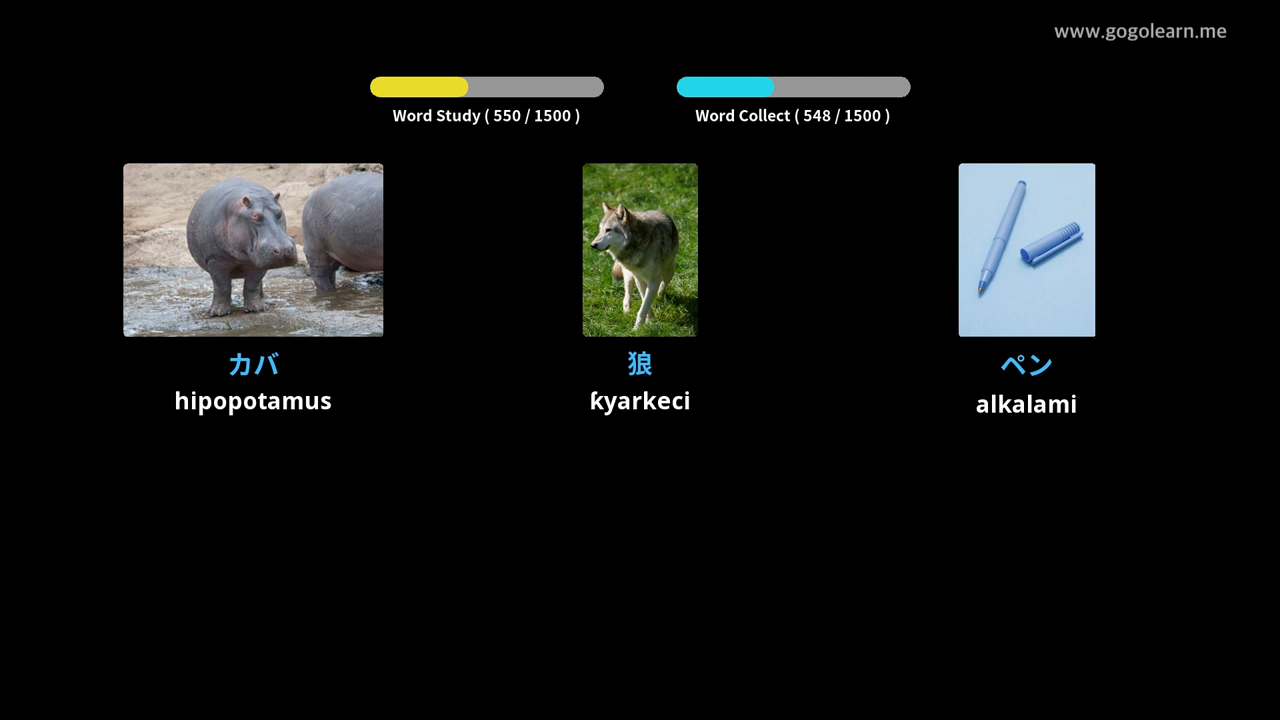 www.gogolearn.me
Word Study ( 550 / 1500 )
Word Collect ( 548 / 1500 )
カバ
狼
ペン
hipopotamus
ƙyarkeci
alkalami